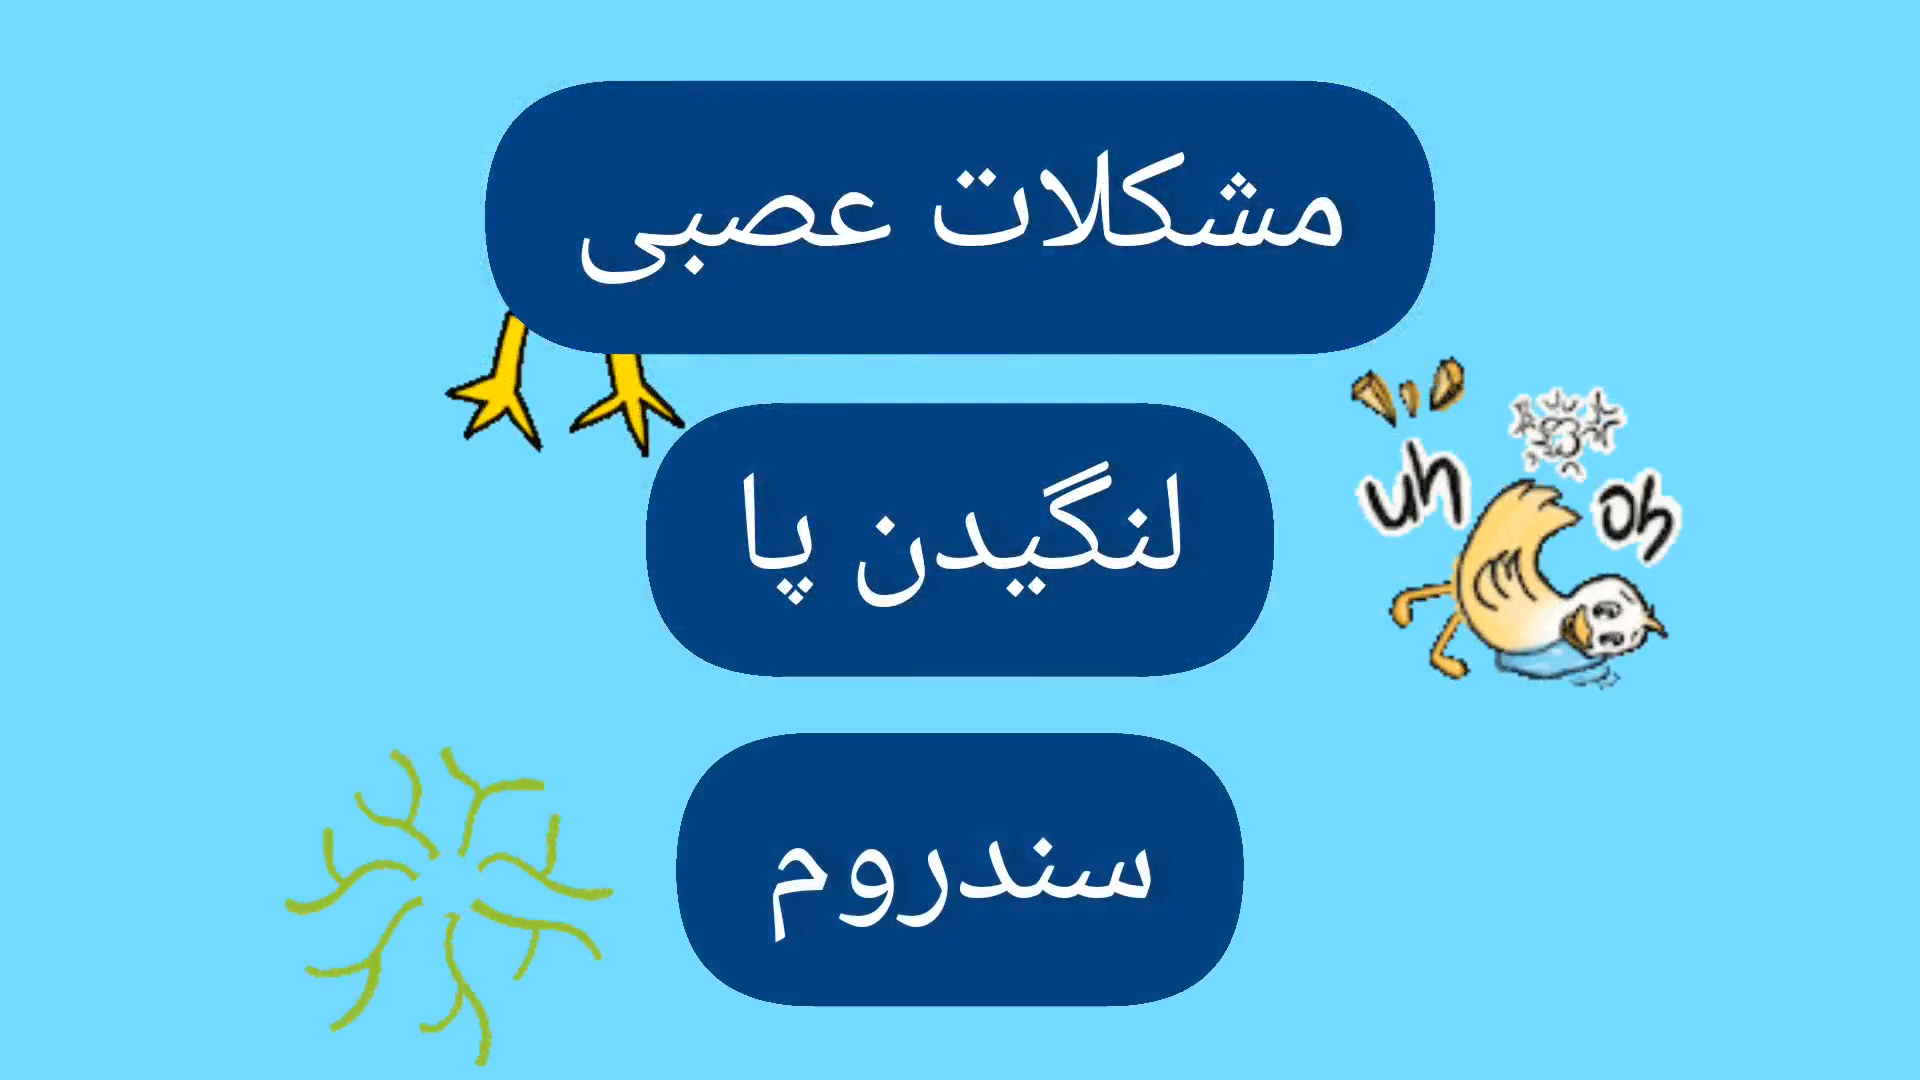 مشکلات عصبی
لنگیدن پا
uh
oh
سندروم